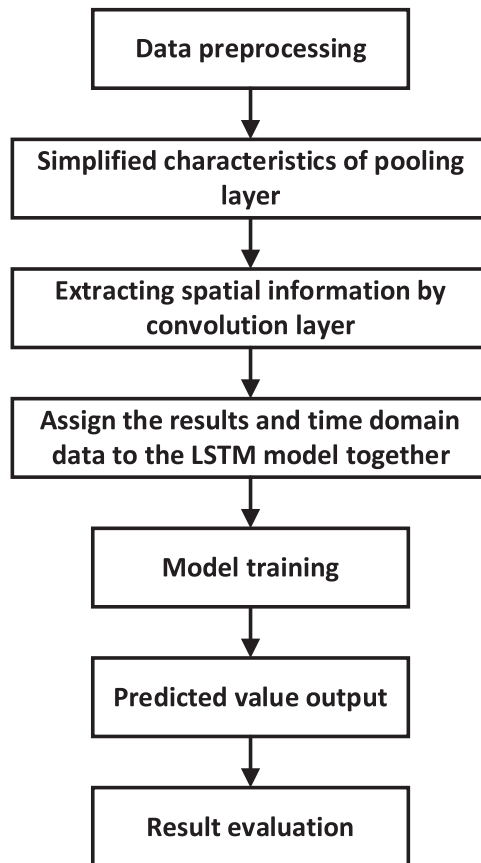 Data preprocessing
Simplified characteristics of pooling
layer
Extracting spatial information by
convolution layer
Assign the results and time domain
data to the LSTM model together
Model training
Predicted value output
Result evaluation